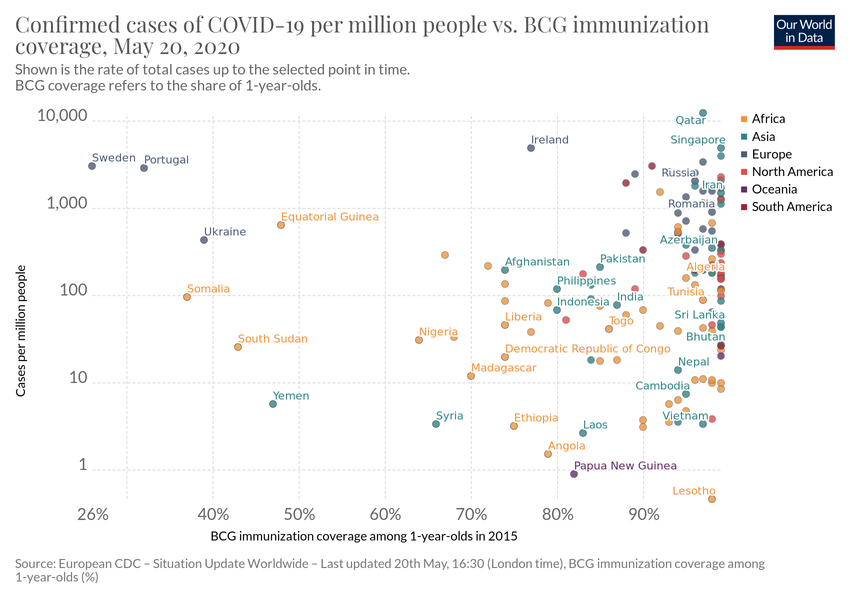 Confirmed cases of COVID-19 per million people vs. BCG immunization
coverage, May 20, 2020
Our World
in Data
Shown is the rate of total cases up to the selected point in time.
BCG coverage refers to the share of 1-year-olds.
10,000
1,000
100
10
1
Cases per million people
Qatar
Ireland
Singapore
Sweden
Portugal
Russia
Iran
Romania
Equatorial Guinea
Ukraine
Azerbaijan
Afghanistan
Pakistan
Algeria
Somalia
Philippines
Tunisia
Indonesia
India
Liberia
Togo
Sri Lanka
South Sudan
Nigeria
Bhutan
Democratic Republic of Congo
Madagascar
Nepal
Yemen
Cambodia
Syria
Ethiopia
Laos
Vietnam
Angola
Papua New Guinea
Lesotho
26%
40%
50%
60%
70%
80%
90%
BCG immunization coverage among 1-year-olds in 2015
Africa
Asia
Europe
North America
Oceania
South America
Source: European CDC – Situation Update Worldwide – Last updated 20th May, 16:30 (London time), BCG immunization coverage among
1-year-olds (%)